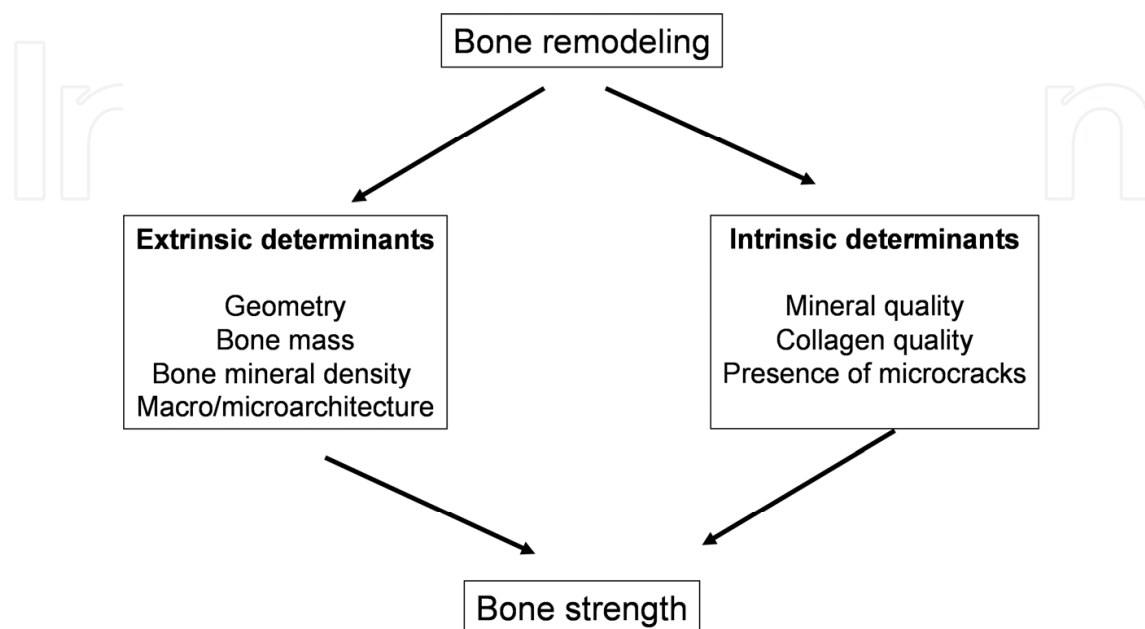 Bone remodeling
Extrinsic determinants
Geometry
Bone mass
Bone mineral density
Macro/microarchitecture
Intrinsic determinants
Mineral quality
Collagen quality
Presence of microcracks
Bone strength